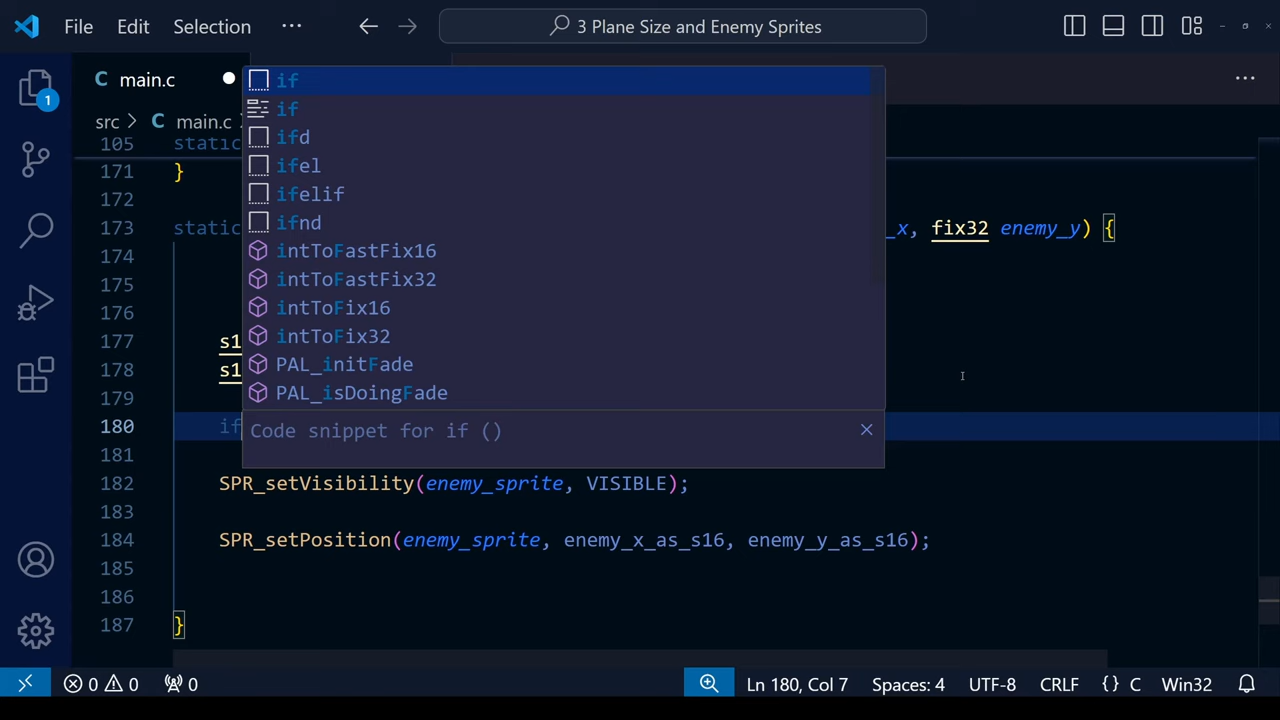 File Edit Selection ··· 3 Plane Size and Enemy Sprites
C main.c
src > C main.c
105 static
171 }
172
173 static _x, fix32 enemy_y) {
174
175
176
177 s1
178 s1
179
180 if
181
182 SPR_setVisibility(enemy_sprite, VISIBLE);
183
184 SPR_setPosition(enemy_sprite, enemy_x_as_s16, enemy_y_as_s16);
185
186
187 }
if
if
ifd
ifel
ifelif
ifnd
intToFastFix16
intToFastFix32
intToFix16
intToFix32
PAL_initFade
PAL_isDoingFade
Code snippet for if ()
1
0 0 0 Ln 180, Col 7 Spaces: 4 UTF-8 CRLF {} C Win32